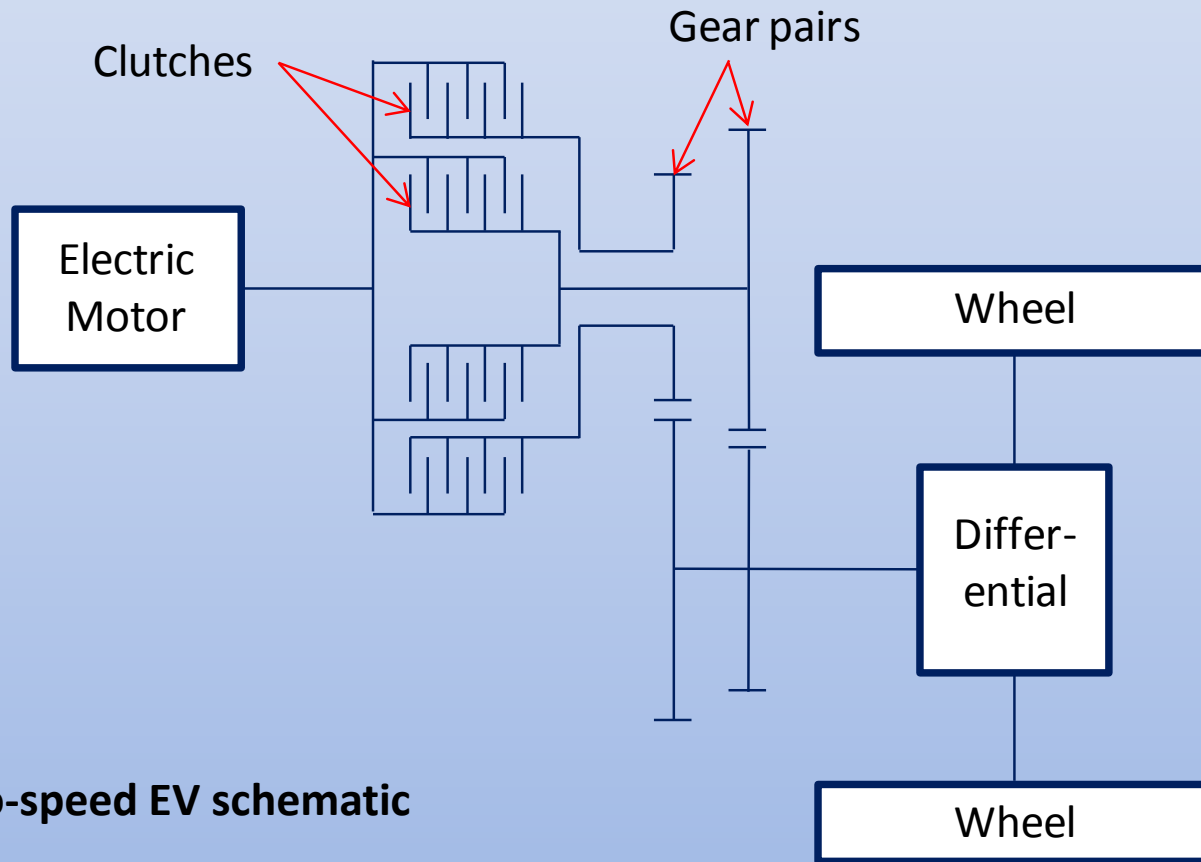 Gear pairs
Clutches
Electric
Motor
Wheel
Differ-
ential
-speed EV schematic
Wheel